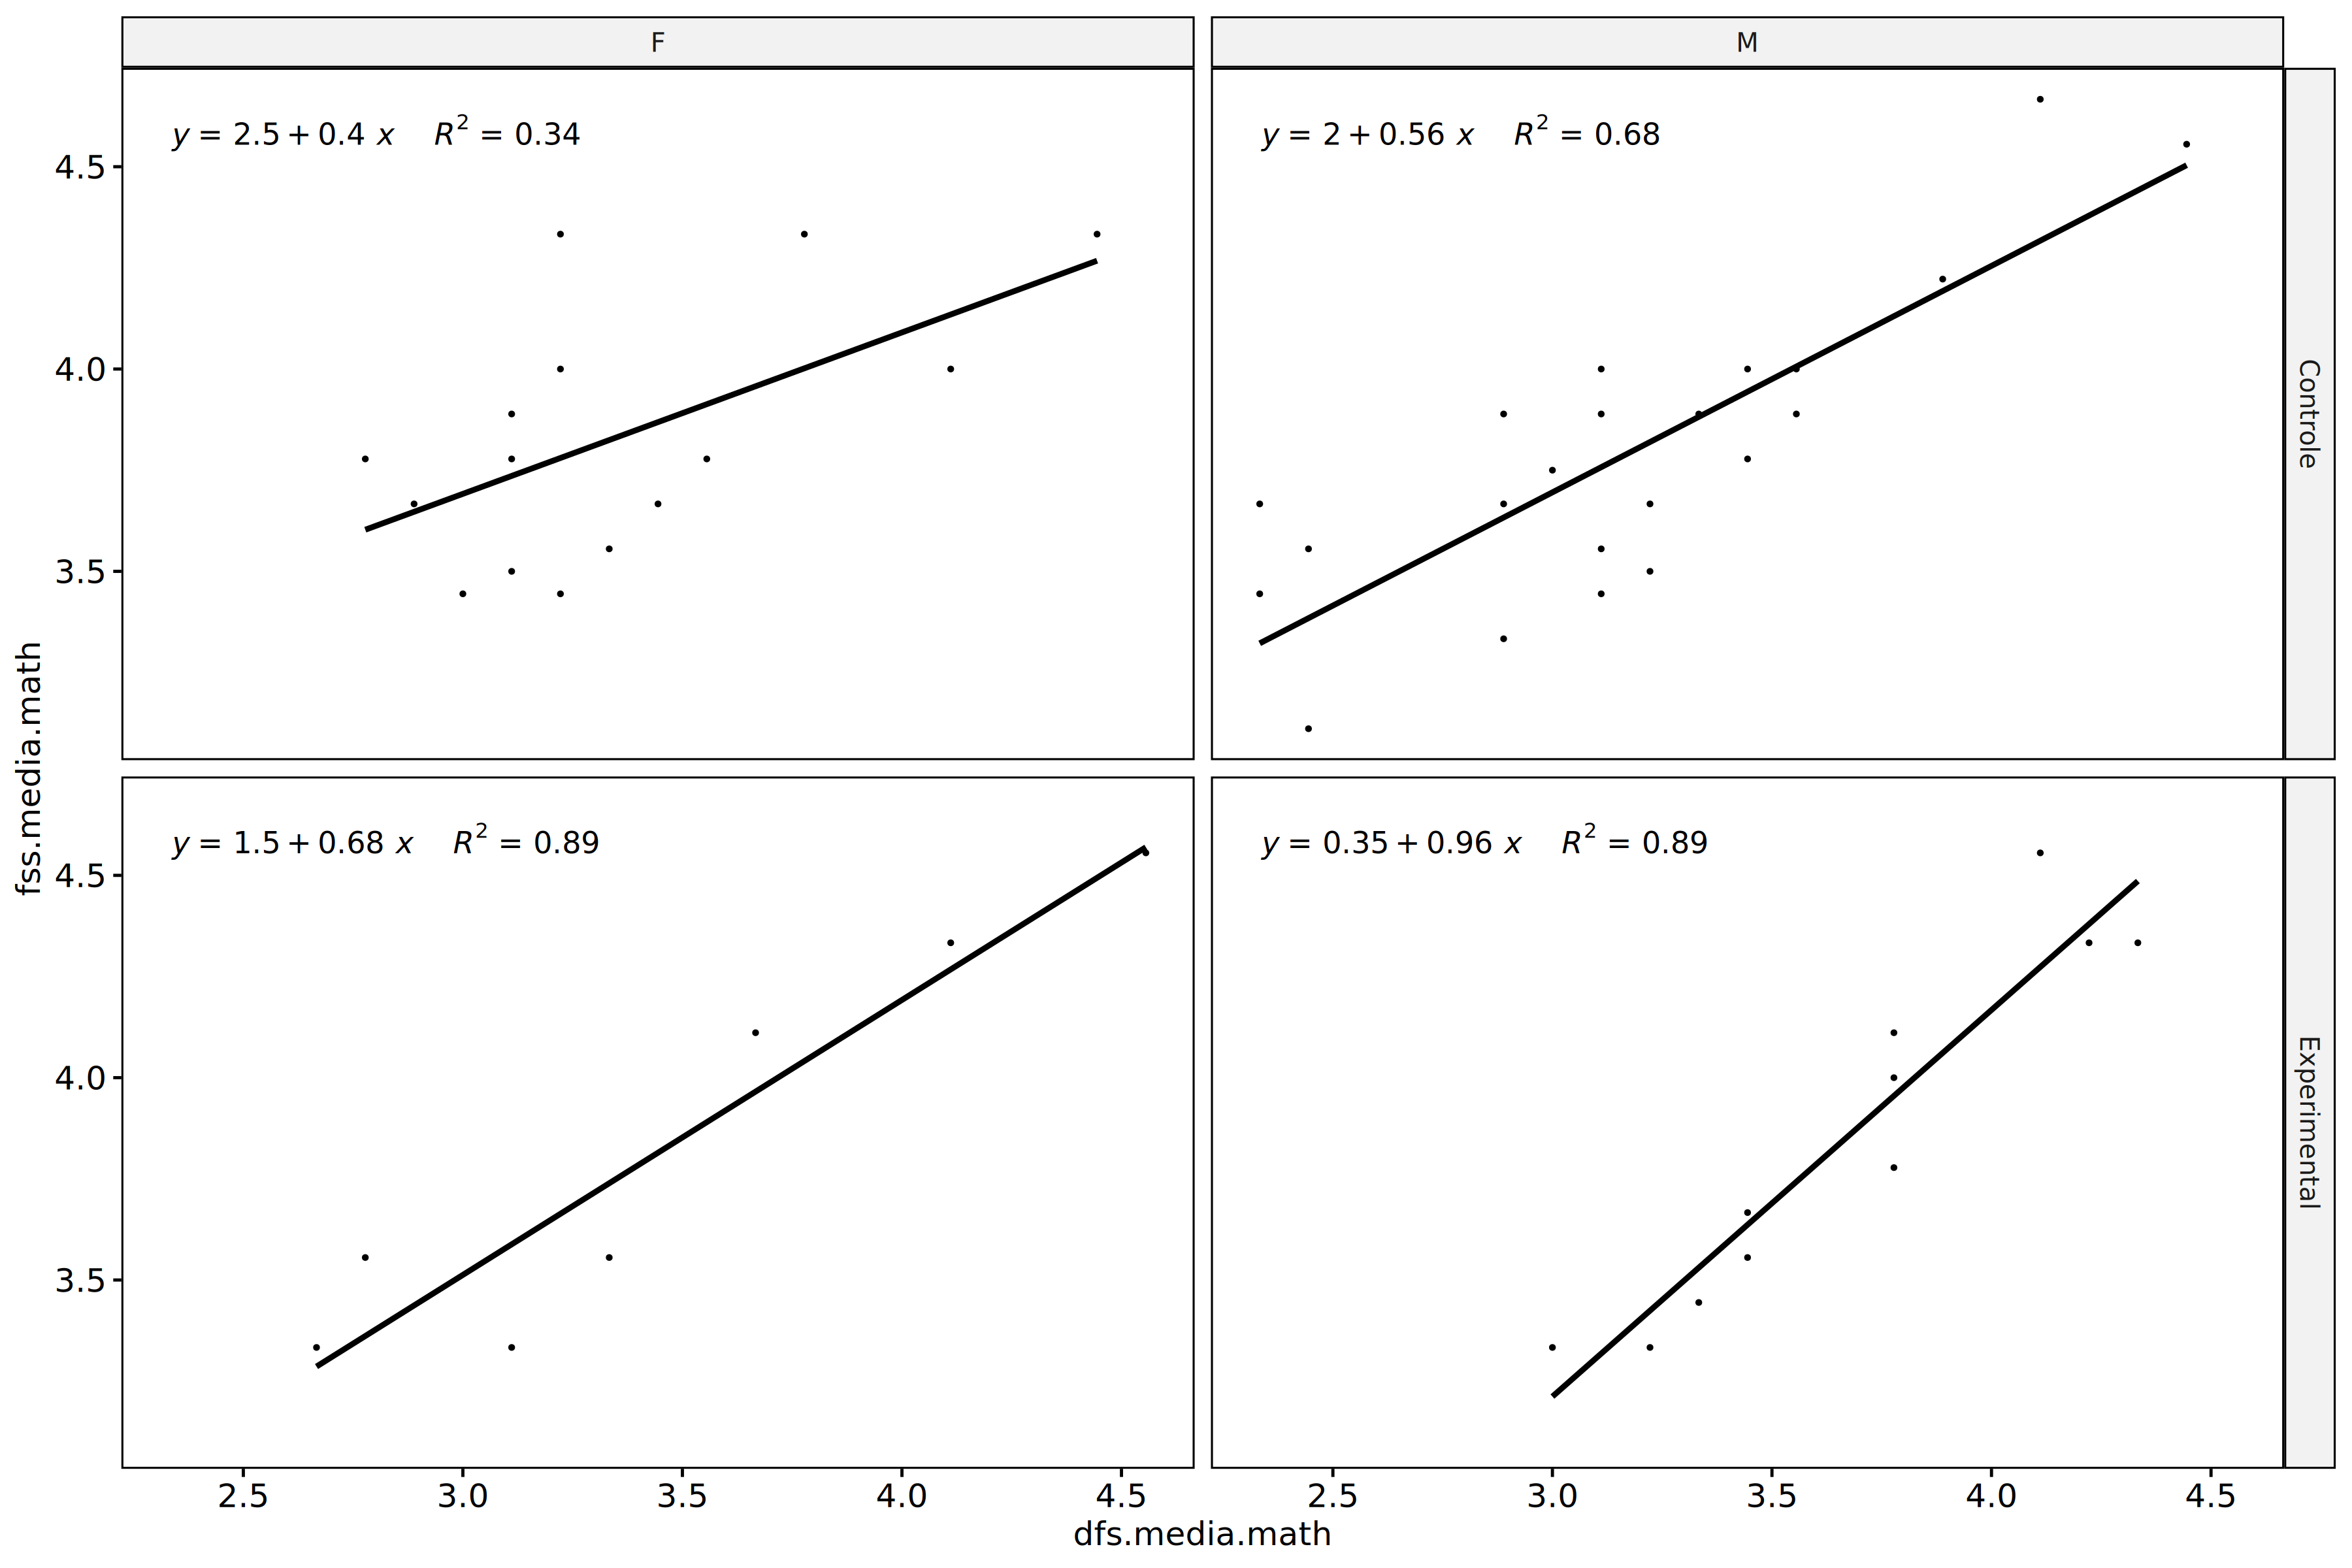 F
M
y = 2.5 + 0.4 x R² = 0.34
y = 2 + 0.56 x R² = 0.68
4.5
4.0
3.5
Controle
fss.media.math
y = 1.5 + 0.68 x R² = 0.89
y = 0.35 + 0.96 x R² = 0.89
4.5
4.0
3.5
Experimental
2.5 3.0 3.5 4.0 4.5
2.5 3.0 3.5 4.0 4.5
dfs.media.math